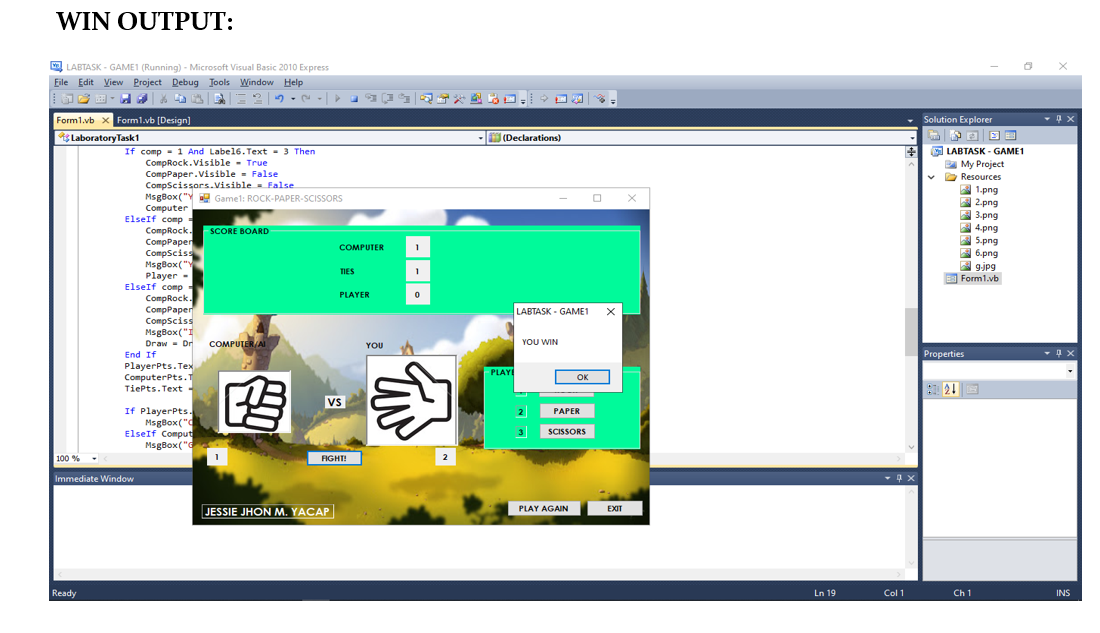 WIN OUTPUT:
LABTASK - GAME1 (Running) - Microsoft Visual Basic 2010 Express
File Edit View Project Debug Tools Window Help
Form1.vb Form1.vb [Design]
LaboratoryTask1
(Declarations)
If comp = 1 And Label6.Text = 3 Then
CompRock.Visible = True
CompPaper.Visible = False
CompScissors.Visible = False
MsgBox("Y
Computer
ElseIf comp =
CompRock.
CompPaper
CompSciss
MsgBox("Y
Player =
ElseIf comp =
CompRock.
CompPaper
CompSciss
MsgBox("I
Draw = Dr
End If
PlayerPts.Tex
ComputerPts.T
TiePts.Text =
If PlayerPts.
MsgBox("C
ElseIf Comput
MsgBox("G
100 %
Game1: ROCK-PAPER-SCISSORS
SCORE BOARD
COMPUTER 1
TIES 1
PLAYER 0
COMPUTER/AI
YOU
VS
1
FIGHT!
2
LABTASK - GAME1
YOU WIN
OK
PLAY
1
2 PAPER
3 SCISSORS
JESSIE JHON M. YACAP
PLAY AGAIN EXIT
Solution Explorer
LABTASK - GAME1
My Project
Resources
1.png
2.png
3.png
4.png
5.png
6.png
g.jpg
Form1.vb
Properties
Immediate Window
Ready Ln 19 Col 1 Ch 1 INS